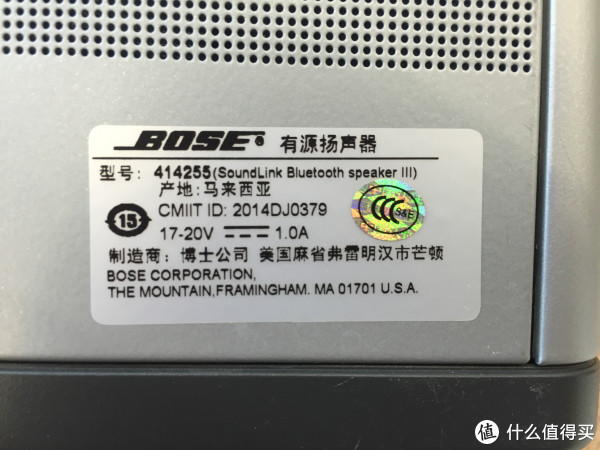 BOSE® 有源扬声器
型号: 414255(SoundLink Bluetooth speaker III)
产地:马来西亚
15 CMIIT ID: 2014DJ0379
CCC S&E
17-20V 1.0A
制造商: 博士公司 美国麻省弗雷明汉市芒顿
BOSE CORPORATION,
THE MOUNTAIN,FRAMINGHAM. MA 01701 U.S.A.
值 什么值得买